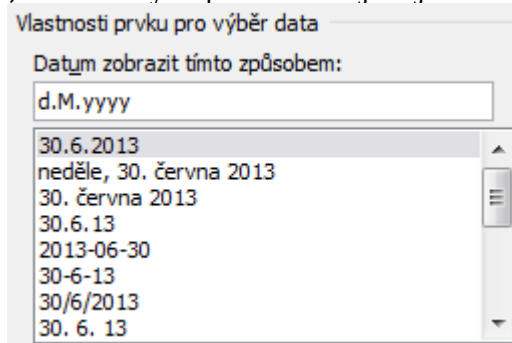 Vlastnosti prvku pro výběr data
Datum zobrazit tímto způsobem:
d.M.yyyy
30.6.2013
neděle, 30. června 2013
30. června 2013
30.6.13
2013-06-30
30-6-13
30/6/2013
30. 6. 13